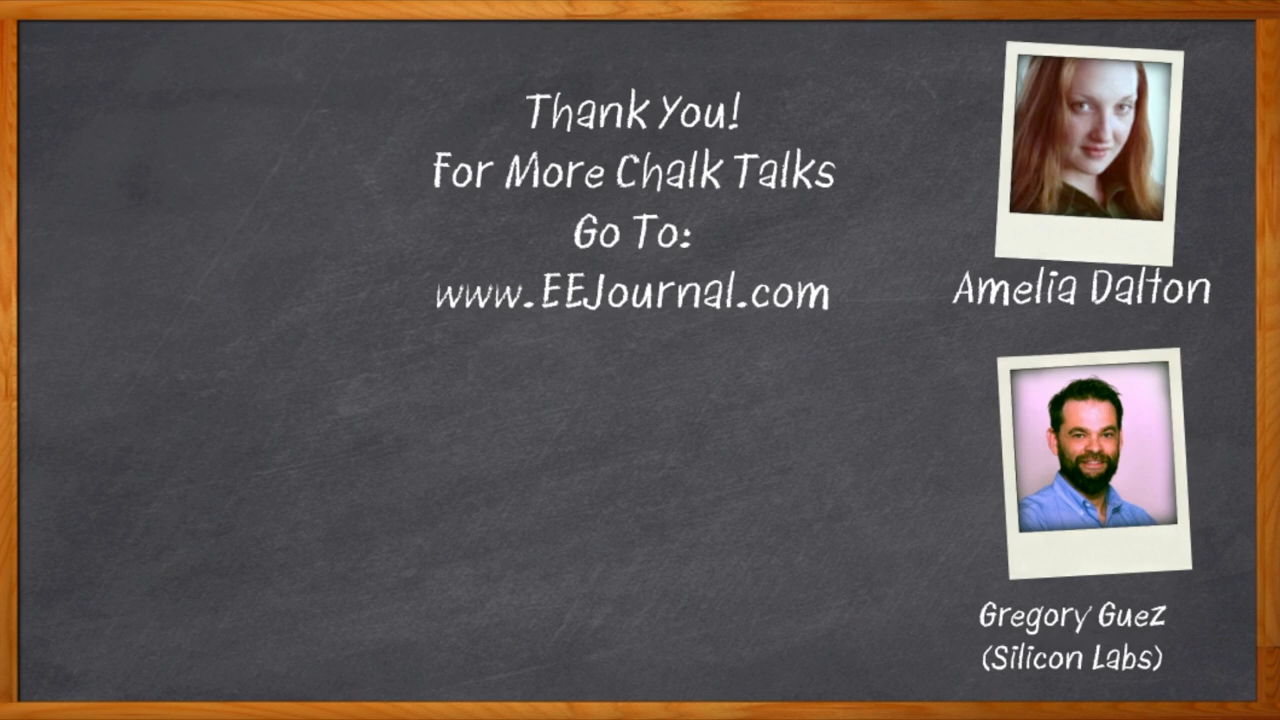 Thank You!
For More Chalk Talks
Go To:
www.EEJournal.com
Amelia Dalton
Gregory Guez
(Silicon Labs)